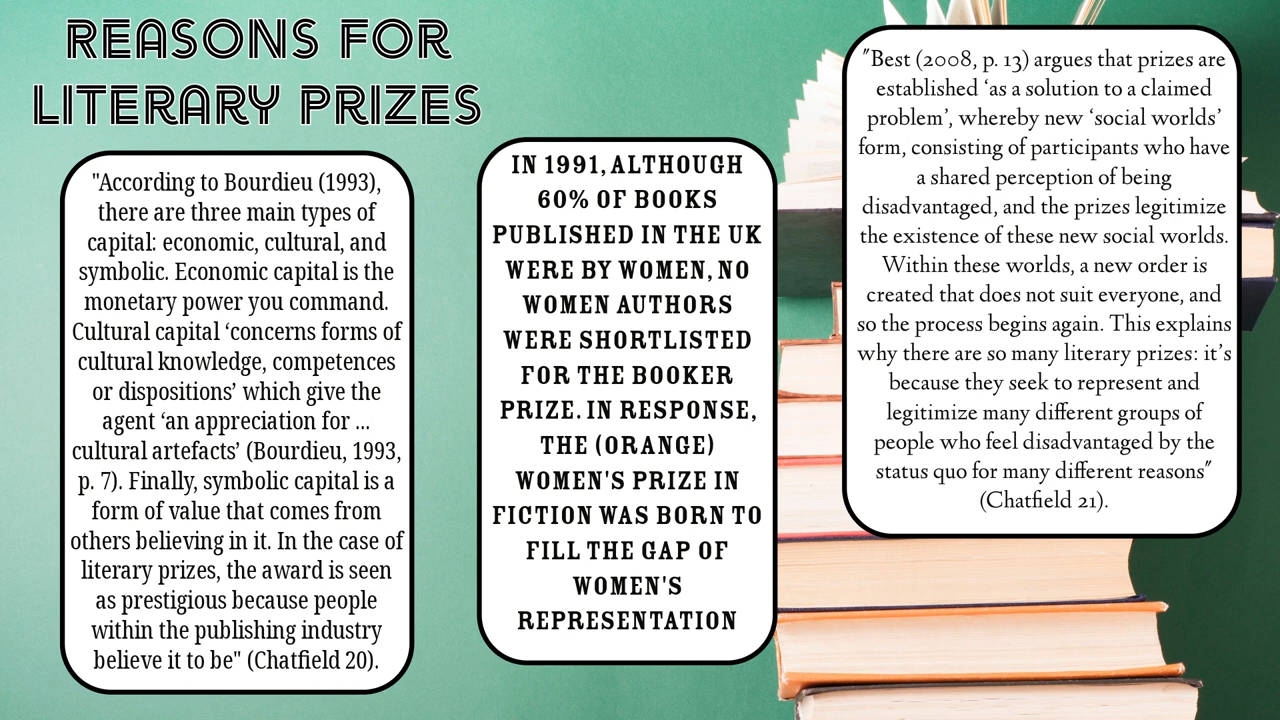 REASONS FOR
LITERARY PRIZES
"According to Bourdieu (1993),
there are three main types of
capital: economic, cultural, and
symbolic. Economic capital is the
monetary power you command.
Cultural capital ‘concerns forms of
cultural knowledge, competences
or dispositions’ which give the
agent ‘an appreciation for ...
cultural artefacts’ (Bourdieu, 1993,
p. 7). Finally, symbolic capital is a
form of value that comes from
others believing in it. In the case of
literary prizes, the award is seen
as prestigious because people
within the publishing industry
believe it to be" (Chatfield 20).
IN 1991, ALTHOUGH
60% OF BOOKS
PUBLISHED IN THE UK
WERE BY WOMEN, NO
WOMEN AUTHORS
WERE SHORTLISTED
FOR THE BOOKER
PRIZE. IN RESPONSE,
THE (ORANGE)
WOMEN'S PRIZE IN
FICTION WAS BORN TO
FILL THE GAP OF
WOMEN'S
REPRESENTATION
"Best (2008, p. 13) argues that prizes are
established ‘as a solution to a claimed
problem’, whereby new ‘social worlds’
form, consisting of participants who have
a shared perception of being
disadvantaged, and the prizes legitimize
the existence of these new social worlds.
Within these worlds, a new order is
created that does not suit everyone, and
so the process begins again. This explains
why there are so many literary prizes: it’s
because they seek to represent and
legitimize many different groups of
people who feel disadvantaged by the
status quo for many different reasons"
(Chatfield 21).